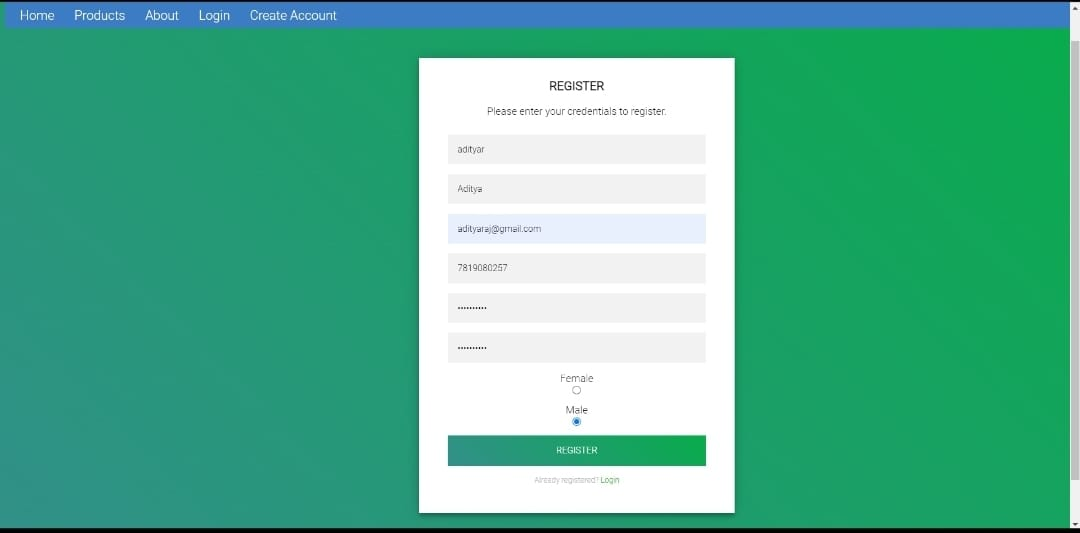 Home Products About Login Create Account
REGISTER
Please enter your credentials to register.
adityar
Aditya
adityaraj@gmail.com
7819080257
••••••••••
••••••••••
Female
Male
REGISTER
Already registered? Login